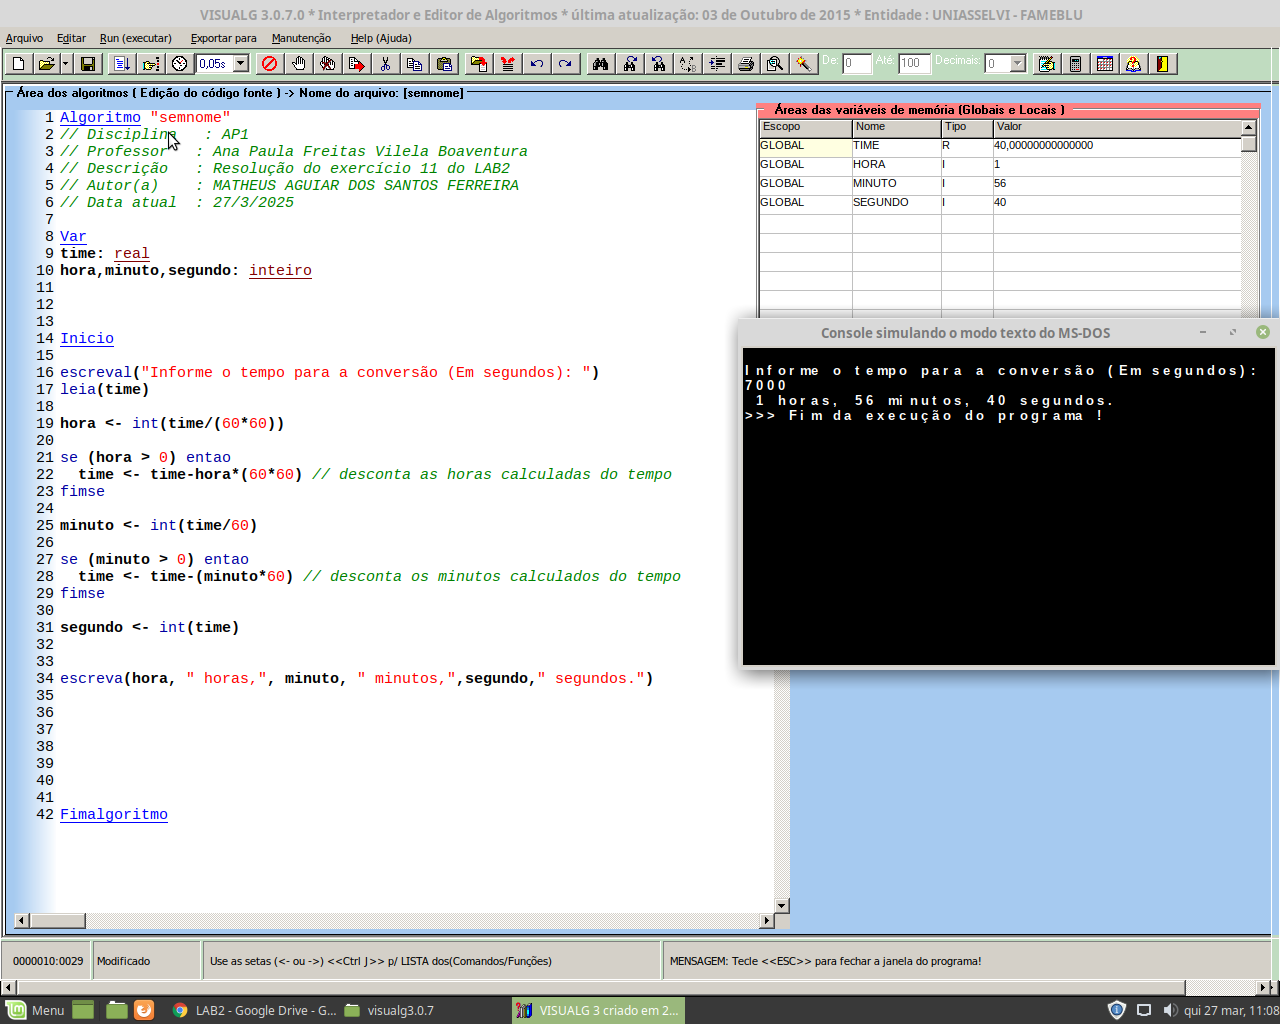 VISUALG 3.0.7.0 * Interpretador e Editor de Algoritmos * última atualização: 03 de Outubro de 2015 * Entidade : UNIASSELVI - FAMEBLU
Arquivo Editar Run (executar) Exportar para Manutenção Help (Ajuda)
0,05s De: 0 Até: 100 Decimais: 0
Área dos algoritmos ( Edição do código fonte ) -> Nome do arquivo: [semnome]
1 Algoritmo "semnome"
2 // Disciplina : AP1
3 // Professor : Ana Paula Freitas Vilela Boaventura
4 // Descrição : Resolução do exercício 11 do LAB2
5 // Autor(a) : MATHEUS AGUIAR DOS SANTOS FERREIRA
6 // Data atual : 27/3/2025
7
8 Var
9 time: real
10 hora,minuto,segundo: inteiro
11
12
13
14 Inicio
15
16 escreval("Informe o tempo para a conversão (Em segundos): ")
17 leia(time)
18
19 hora <- int(time/(60*60))
20
21 se (hora > 0) entao
22 time <- time-hora*(60*60) // desconta as horas calculadas do tempo
23 fimse
24
25 minuto <- int(time/60)
26
27 se (minuto > 0) entao
28 time <- time-(minuto*60) // desconta os minutos calculados do tempo
29 fimse
30
31 segundo <- int(time)
32
33
34 escreva(hora, " horas,", minuto, " minutos,",segundo," segundos.")
35
36
37
38
39
40
41
42 Fimalgoritmo
Áreas das variáveis de memória (Globais e Locais )
Escopo Nome Tipo Valor
GLOBAL TIME R 40,00000000000000
GLOBAL HORA I 1
GLOBAL MINUTO I 56
GLOBAL SEGUNDO I 40
Console simulando o modo texto do MS-DOS
Informe o tempo para a conversão (Em segundos):
7000
1 horas, 56 minutos, 40 segundos.
>>> Fim da execução do programa !
0000010:0029 Modificado Use as setas (<- ou ->) <<Ctrl J>> p/ LISTA dos(Comandos/Funções) MENSAGEM: Tecle <<ESC>> para fechar a janela do programa!
Menu LAB2 - Google Drive - G... visualg3.0.7 VISUALG 3 criado em 2... qui 27 mar, 11:08